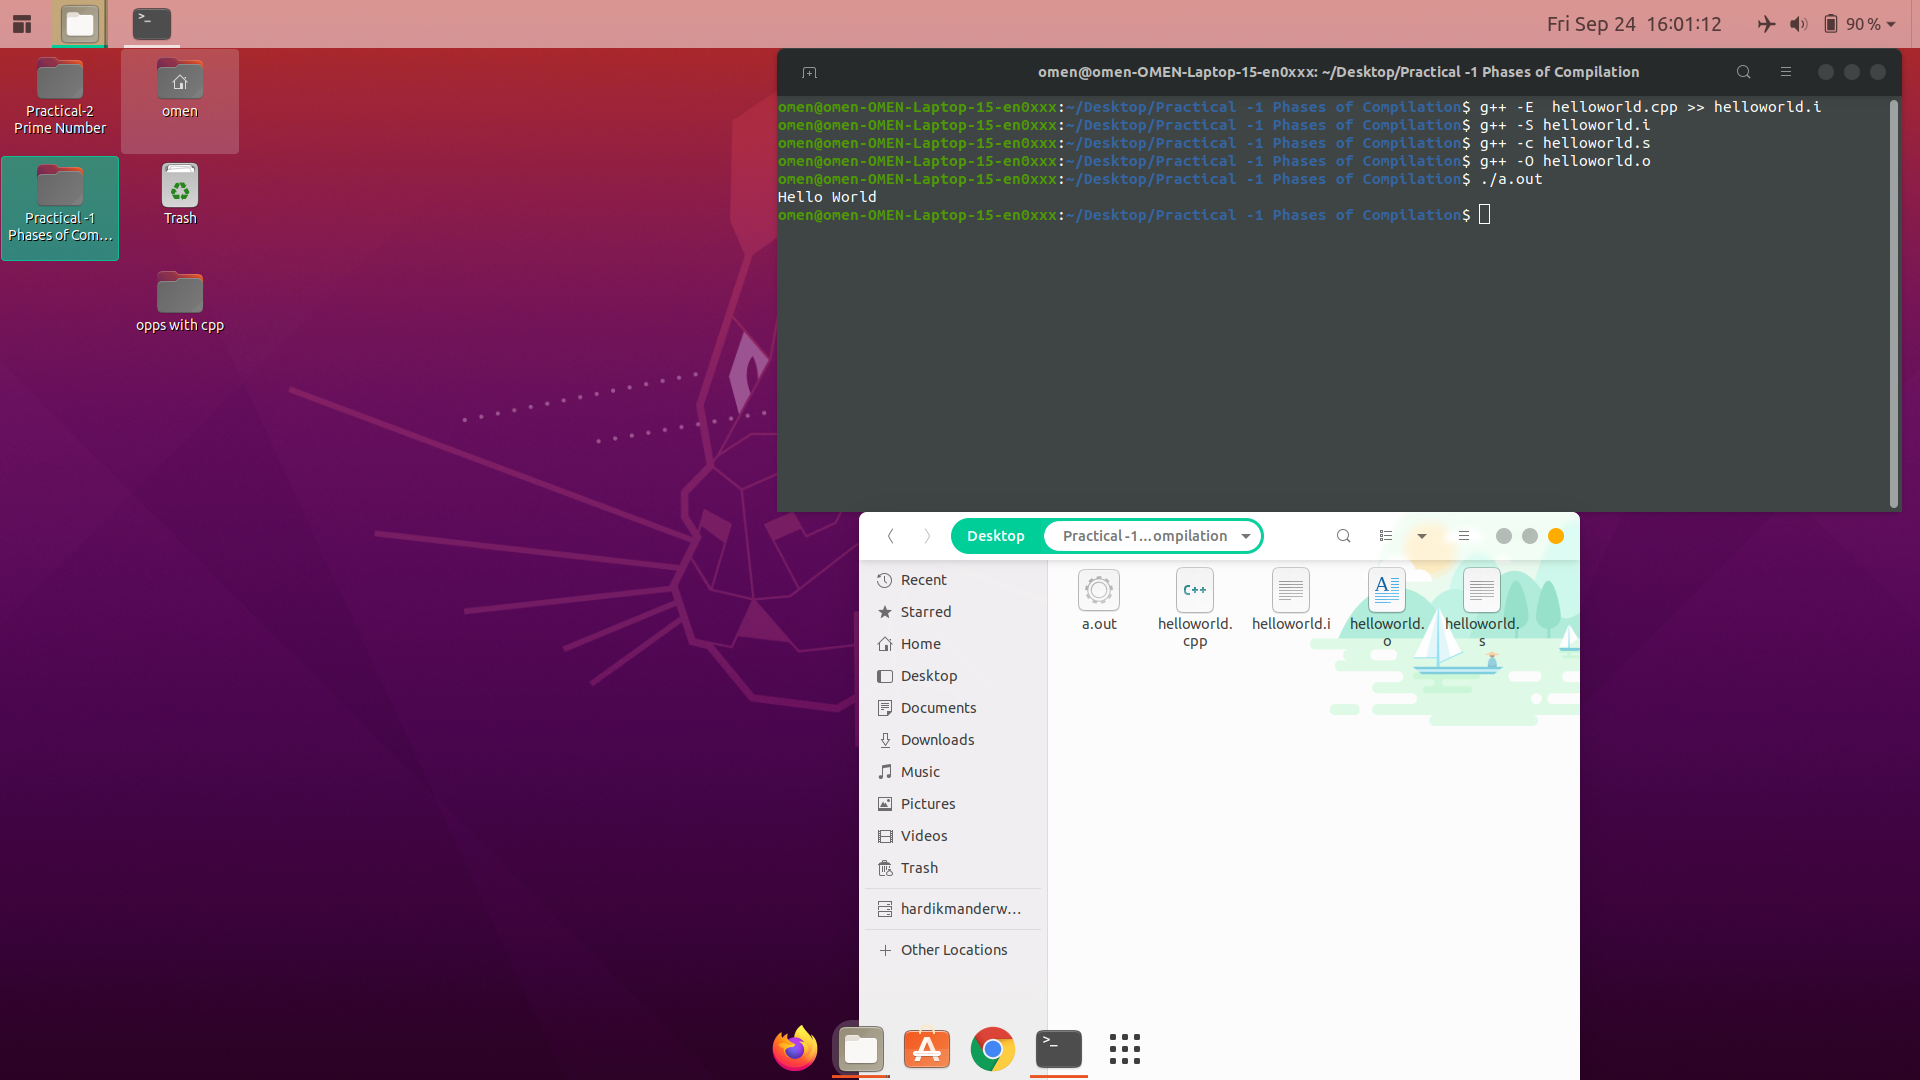 Fri Sep 24 16:01:12
90 %
Practical-2
Prime Number
omen
Practical -1
Phases of Com...
Trash
opps with cpp
omen@omen-OMEN-Laptop-15-en0xxx: ~/Desktop/Practical -1 Phases of Compilation
omen@omen-OMEN-Laptop-15-en0xxx:~/Desktop/Practical -1 Phases of Compilation$ g++ -E  helloworld.cpp >> helloworld.i
omen@omen-OMEN-Laptop-15-en0xxx:~/Desktop/Practical -1 Phases of Compilation$ g++ -S helloworld.i
omen@omen-OMEN-Laptop-15-en0xxx:~/Desktop/Practical -1 Phases of Compilation$ g++ -c helloworld.s
omen@omen-OMEN-Laptop-15-en0xxx:~/Desktop/Practical -1 Phases of Compilation$ g++ -O helloworld.o
omen@omen-OMEN-Laptop-15-en0xxx:~/Desktop/Practical -1 Phases of Compilation$ ./a.out
Hello World
omen@omen-OMEN-Laptop-15-en0xxx:~/Desktop/Practical -1 Phases of Compilation$
Desktop
Practical -1...ompilation
Recent
Starred
Home
Desktop
Documents
Downloads
Music
Pictures
Videos
Trash
hardikmanderw...
Other Locations
C++
a.out
helloworld.
cpp
helloworld.i
helloworld.
o
helloworld.
s